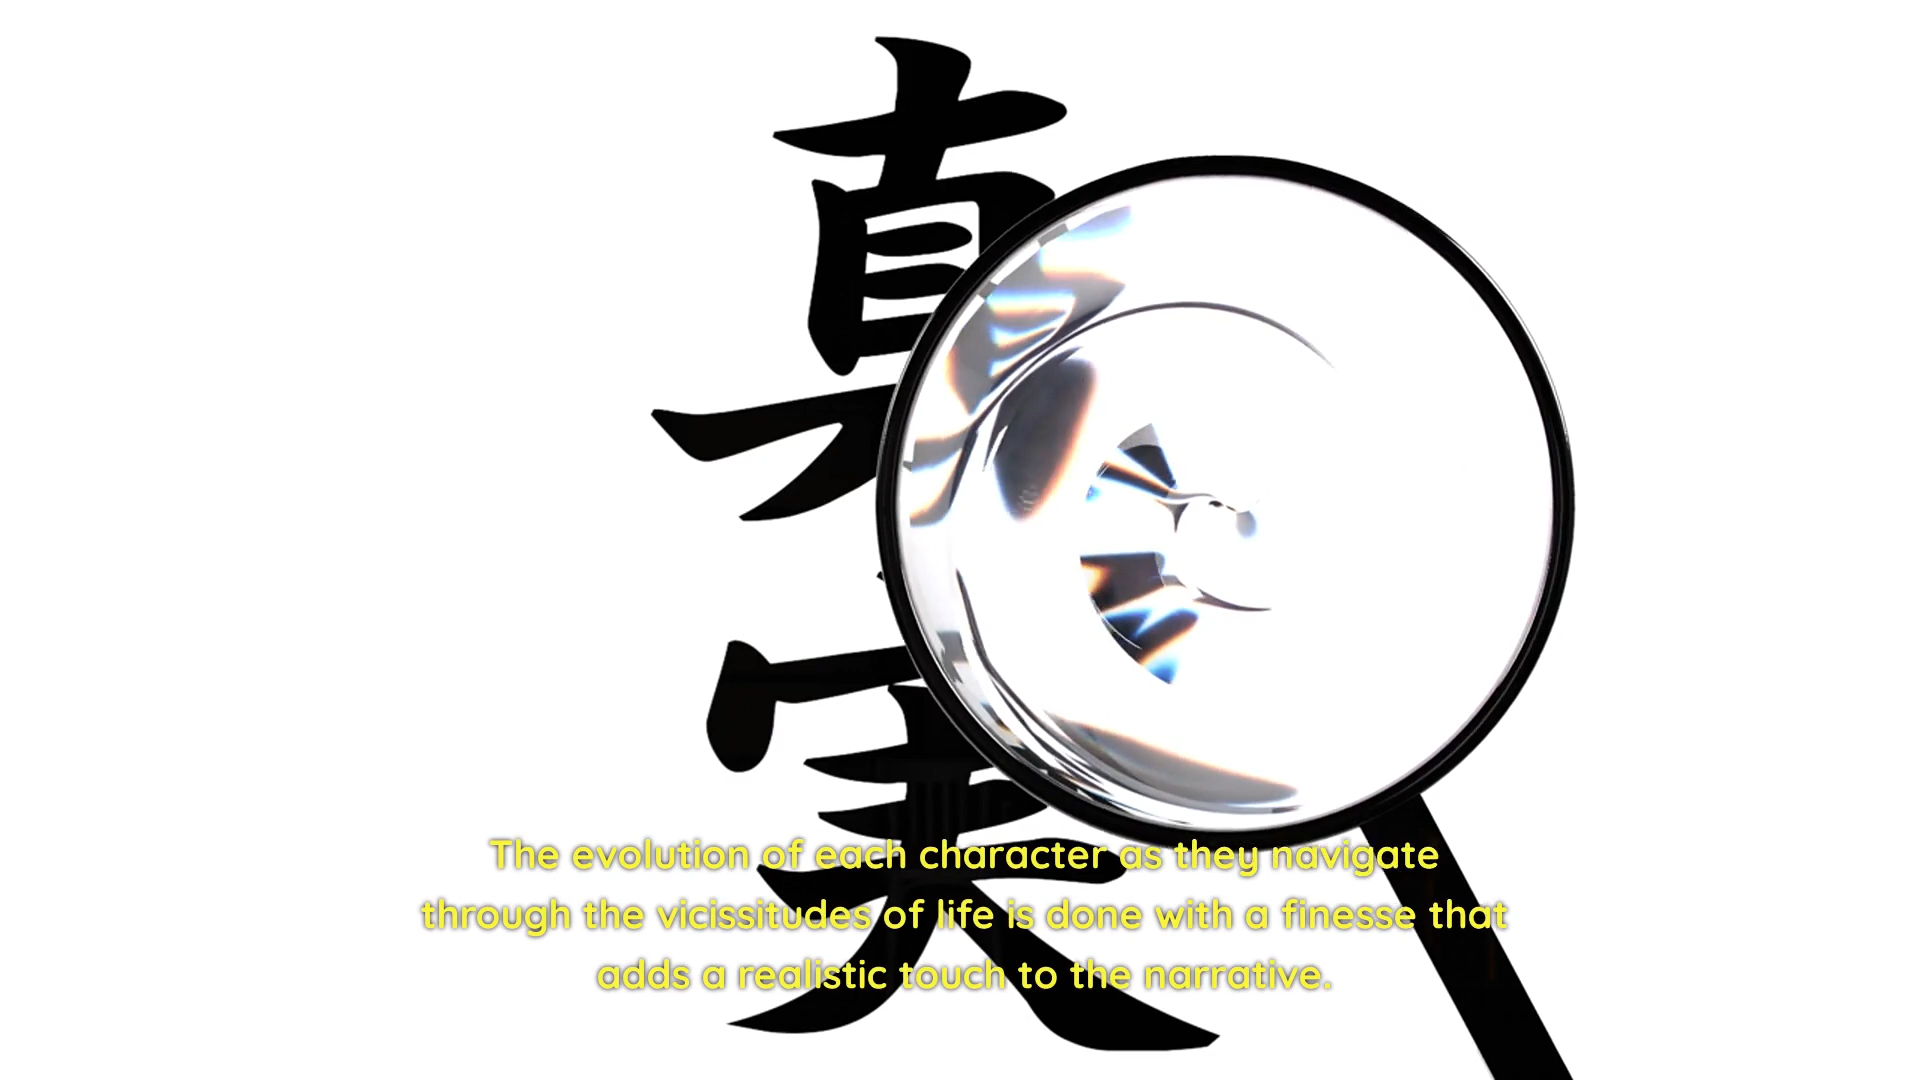 真
実
The evolution of each character as they navigate
through the vicissitudes of life is done with a finesse that
adds a realistic touch to the narrative.